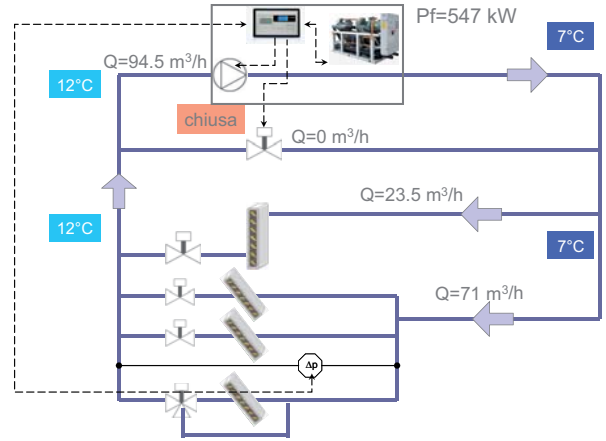 Pf=547 kW
7°C
Q=94.5 m³/h
12°C
chiusa
Q=0 m³/h
Q=23.5 m³/h
12°C
7°C
Q=71 m³/h
Δp